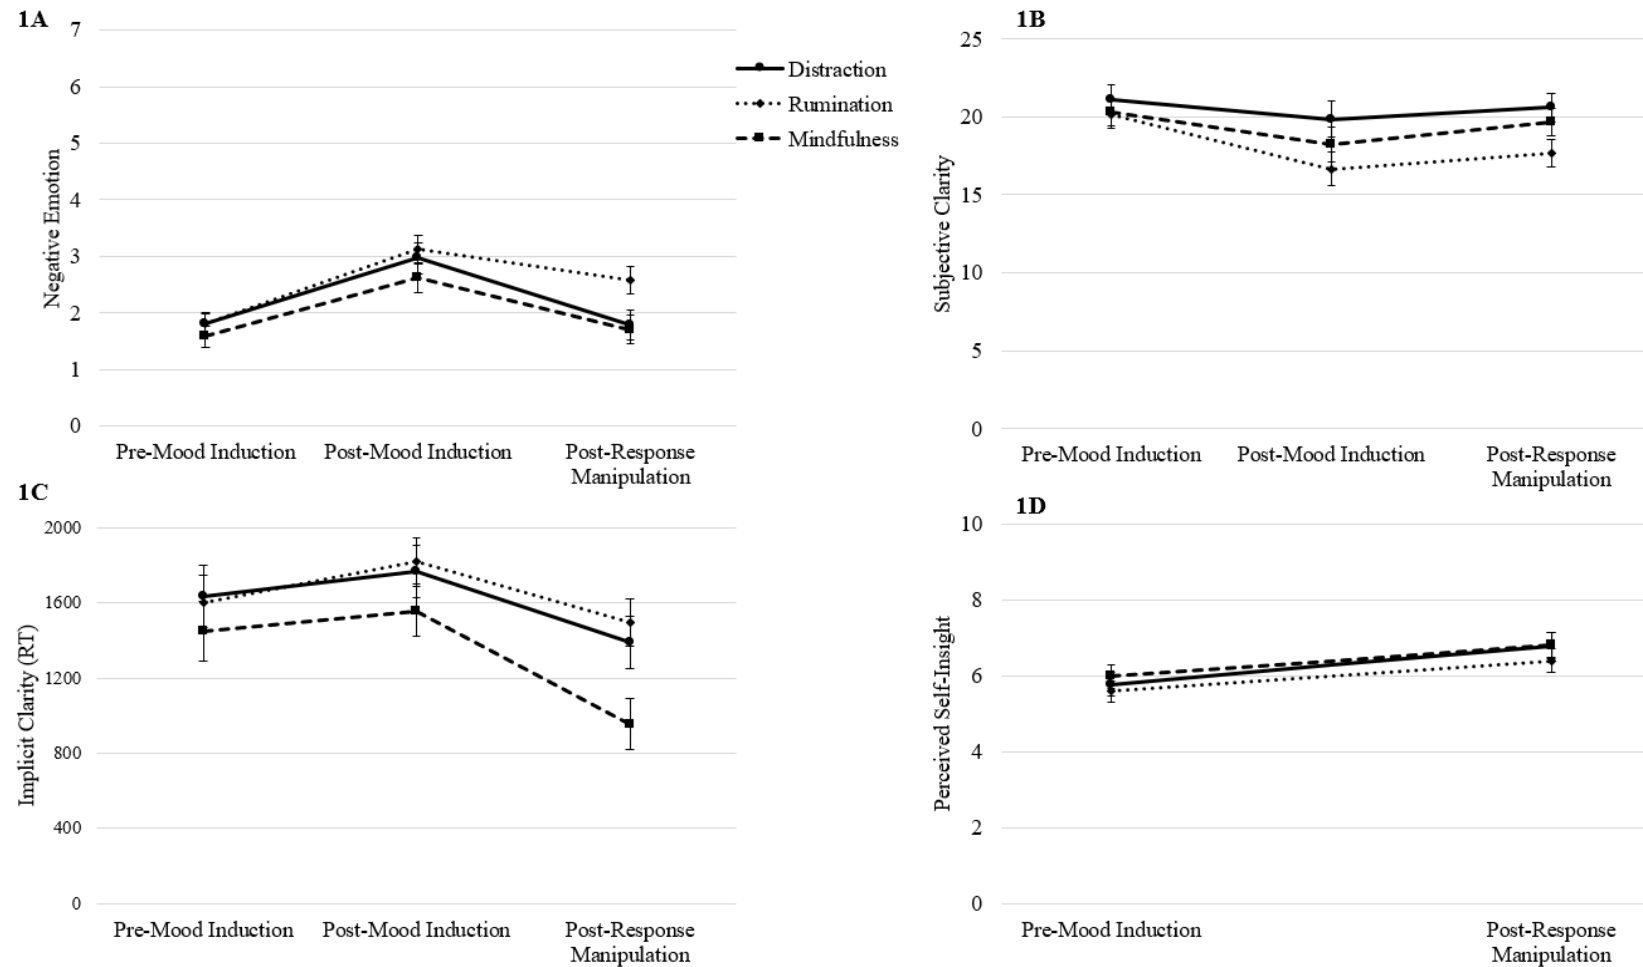 1A
7
6
5
4
3
2
1
0
Negative Emotion
Pre-Mood Induction
Post-Mood Induction
Post-Response
Manipulation
Distraction
Rumination
Mindfulness
1B
25
20
15
10
5
0
Subjective Clarity
Pre-Mood Induction
Post-Mood Induction
Post-Response
Manipulation
1C
2000
1600
1200
800
400
0
Implicit Clarity (RT)
Pre-Mood Induction
Post-Mood Induction
Post-Response
Manipulation
1D
10
8
6
4
2
0
Perceived Self-Insight
Pre-Mood Induction
Post-Response
Manipulation